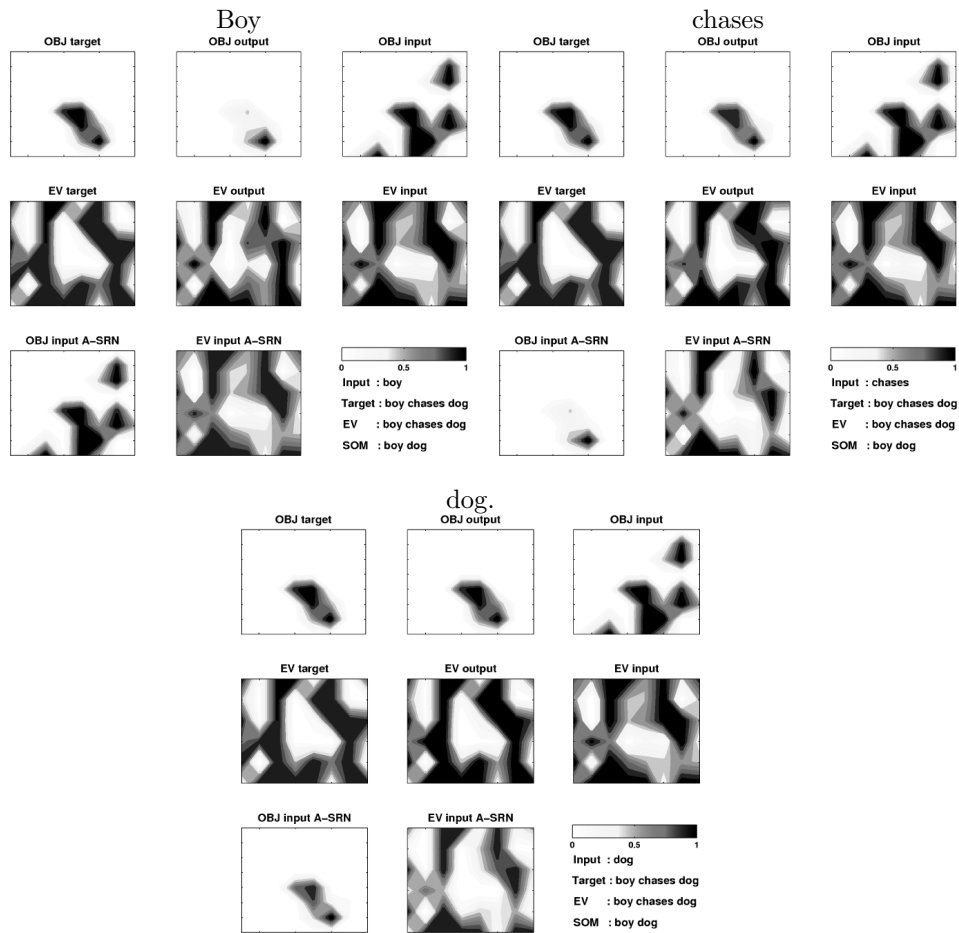 Boy
chases
OBJ target
OBJ output
OBJ input
OBJ target
OBJ output
OBJ input
EV target
EV output
EV input
EV target
EV output
EV input
OBJ input A-SRN
EV input A-SRN
0 0.5 1
Input : boy
Target : boy chases dog
EV : boy chases dog
SOM : boy dog
OBJ input A-SRN
EV input A-SRN
0 0.5 1
Input : chases
Target : boy chases dog
EV : boy chases dog
SOM : boy dog
dog.
OBJ target
OBJ output
OBJ input
EV target
EV output
EV input
OBJ input A-SRN
EV input A-SRN
0 0.5 1
Input : dog
Target : boy chases dog
EV : boy chases dog
SOM : boy dog